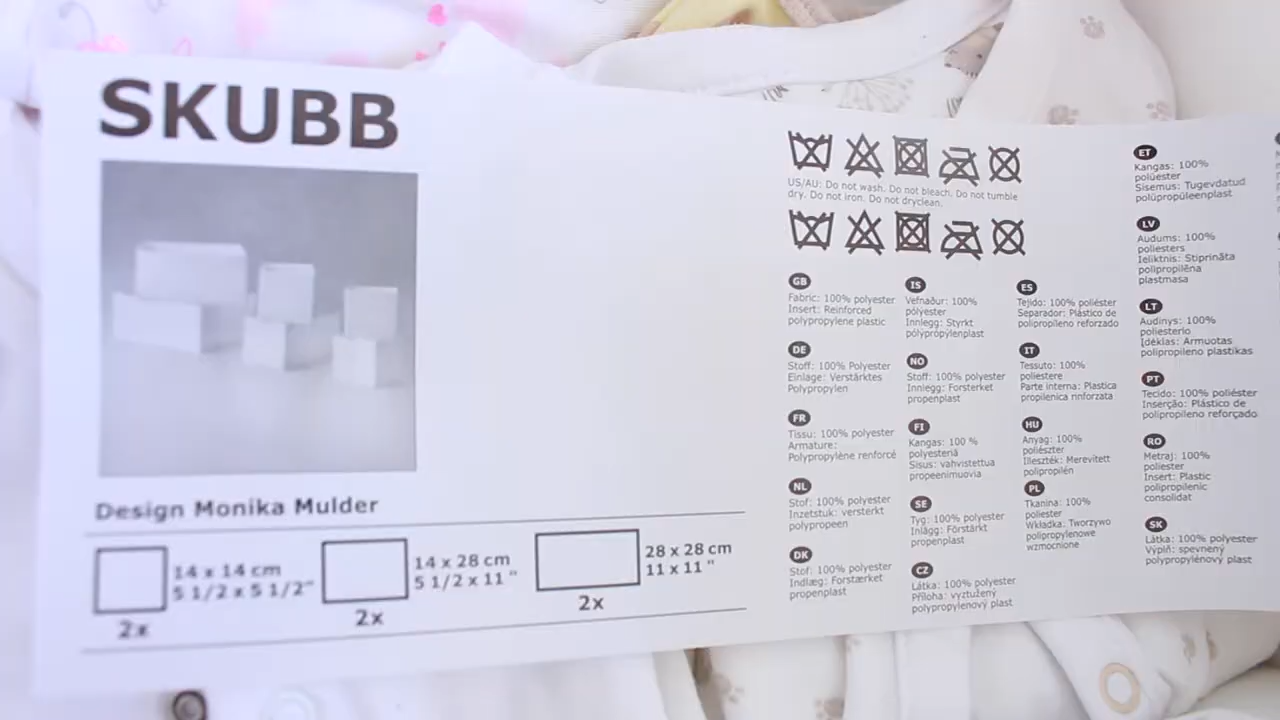 SKUBB
Design Monika Mulder
14 x 14 cm
5 1/2 x 5 1/2"
2x
14 x 28 cm
5 1/2 x 11 "
2x
28 x 28 cm
11 x 11 "
2x
US/AU: Do not wash. Do not bleach. Do not tumble
dry. Do not iron. Do not dryclean.
GB
Fabric: 100% polyester
Insert: Reinforced
polypropylene plastic
DE
Stoff: 100% Polyester
Einlage: Verstärktes
Polypropylen
FR
Tissu: 100% polyester
Armature:
Polypropylène renforcé
NL
Stof: 100% polyester
Inzetstuk: versterkt
polypropeen
DK
Stof: 100% polyester
Indlæg: Forstærket
propenplast
IS
Vefnaður: 100%
pólýester
Innlegg: Styrkt
pólýprópýlenplast
NO
Stoff: 100% polyester
Innlegg: Forsterket
propenplast
FI
Kangas: 100 %
polyesteriä
Sisus: vahvistettua
propeenimuovia
SE
Tyg: 100% polyester
Inlägg: Förstärkt
propenplast
CZ
Látka: 100% polyester
Příloha: vyztužený
polypropylenový plast
ES
Tejido: 100% poliéster
Separador: Plástico de
polipropileno reforzado
IT
Tessuto: 100%
poliestere
Parte interna: Plastica
propilenica rinforzata
HU
Anyag: 100%
poliészter
Illeszték: Merevített
polipropilén
PL
Tkanina: 100%
poliester
Wkładka: Tworzywo
polipropylenowe
wzmocnione
ET
Kangas: 100%
polüester
Sisemus: Tugevdatud
polüpropüleenplast
LV
Audums: 100%
poliesters
Ieliktnis: Stiprināta
polipropilēna
plastmasa
LT
Audinys: 100%
poliesterio
Įdėklas: Armuotas
polipropileno plastikas
PT
Tecido: 100% poliéster
Inserção: Plástico de
polipropileno reforçado
RO
Metraj: 100%
poliester
Insert: Plastic
polipropilenic
consolidat
SK
Látka: 100% polyester
Výplň: spevnený
polypropylénový plast